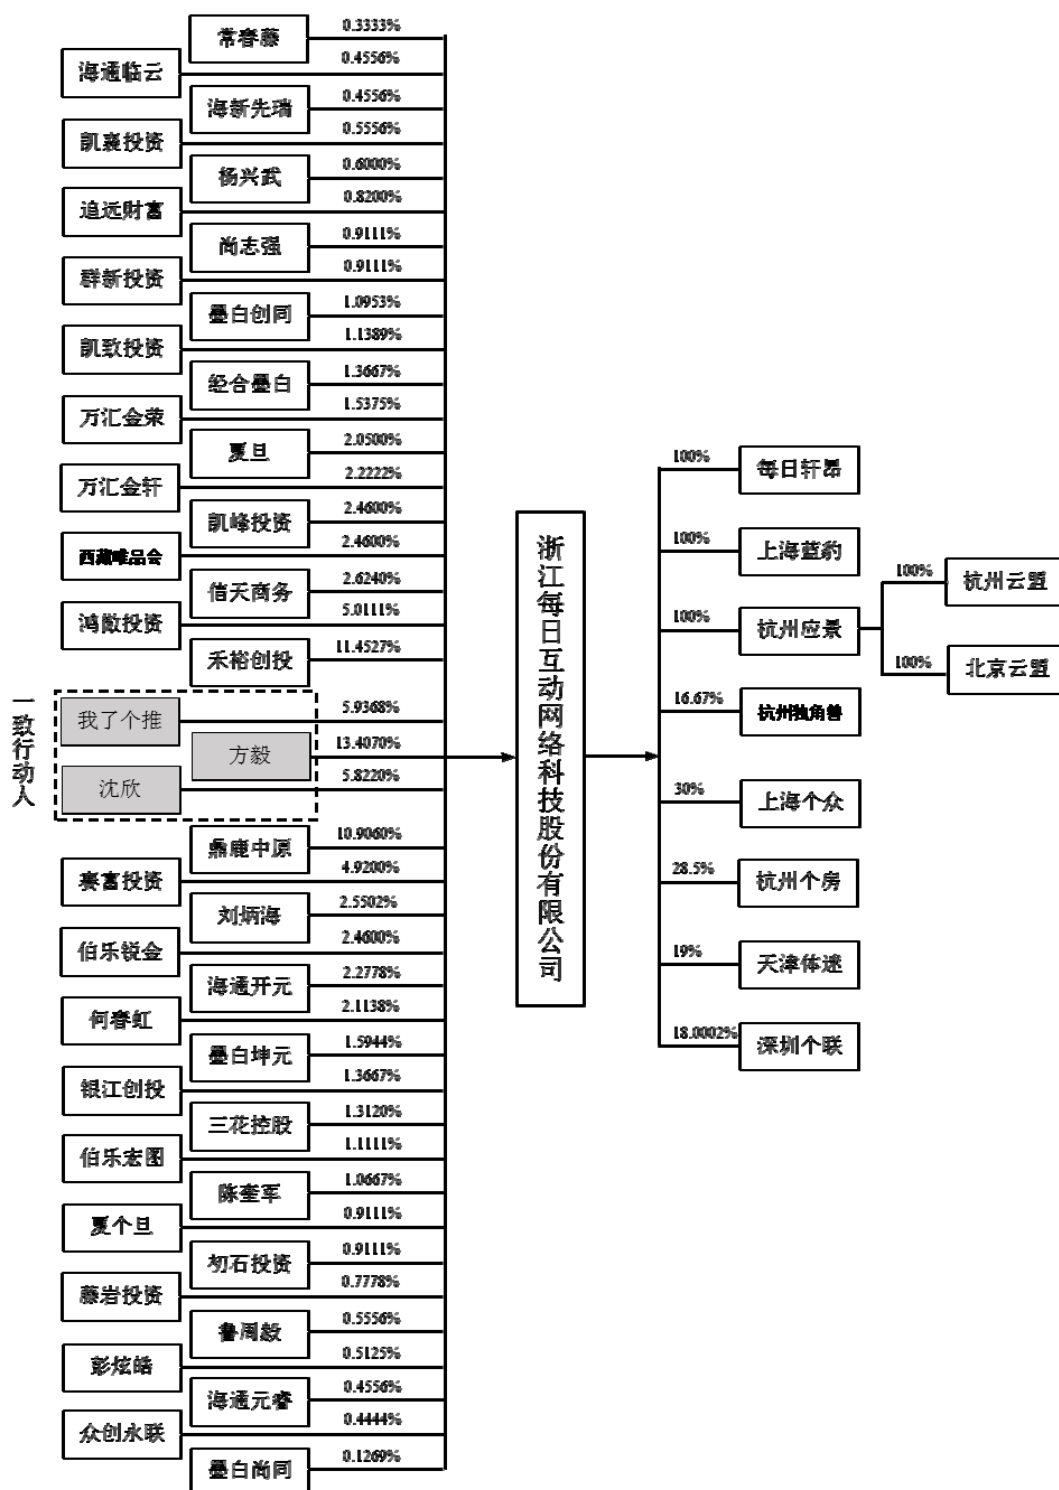 常春藤 0.3333%
海通临云 0.4556%
海新先瑞 0.4556%
凯襄投资 0.5556%
杨兴武 0.6000%
追远财富 0.8200%
尚志强 0.9111%
群新投资 0.9111%
墨白创同 1.0953%
凯致投资 1.1389%
经合墨白 1.3667%
万汇金荣 1.5375%
夏旦 2.0500%
万汇金轩 2.2222%
凯峰投资 2.4600%
西藏唯品会 2.4600%
信天商务 2.6240%
鸿傲投资 5.0111%
禾裕创投 11.4527%
一致行动人
我了个推 5.9368%
方毅 13.4070%
沈欣 5.8220%
鼎鹿中原 10.9060%
赛富投资 4.9200%
刘炳海 2.5502%
伯乐锐金 2.4600%
海通开元 2.2778%
何春虹 2.1138%
墨白坤元 1.5944%
银江创投 1.3667%
三花控股 1.3120%
伯乐宏图 1.1111%
陈奎军 1.0667%
夏个旦 0.9111%
初石投资 0.9111%
藤岩投资 0.7778%
鲁周毅 0.5556%
彭炫皓 0.5125%
海通元睿 0.4556%
众创永联 0.4444%
墨白尚同 0.1269%
浙江每日互动网络科技股份有限公司
100% 每日轩昂
100% 上海蓝豹
100% 杭州应景
100% 杭州云盟
100% 北京云盟
16.67% 杭州独角兽
30% 上海个众
28.5% 杭州个房
19% 天津体速
18.0002% 深圳个联